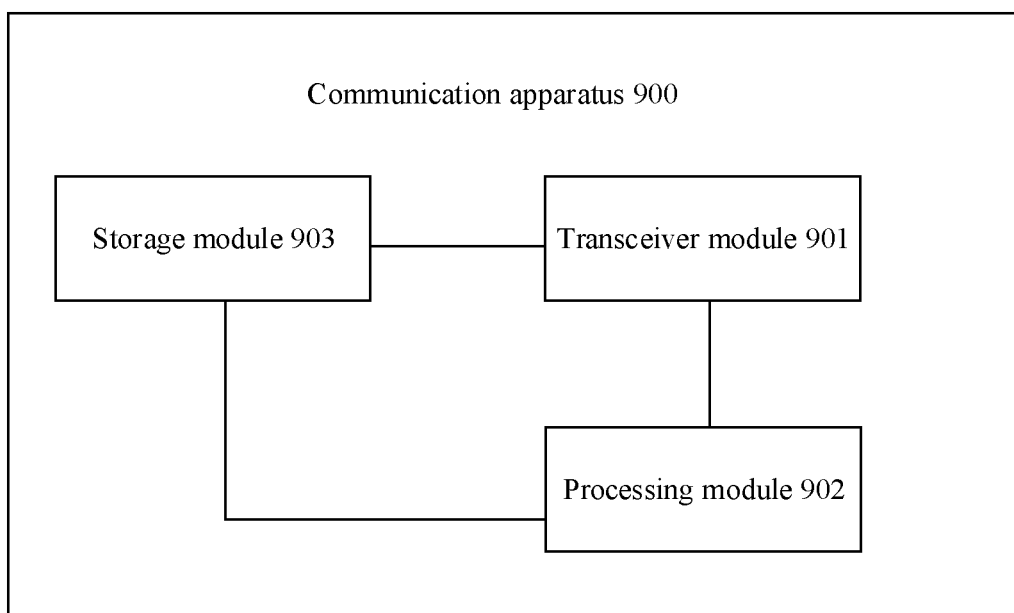 Communication apparatus 900
Storage module 903
Transceiver module 901
Processing module 902